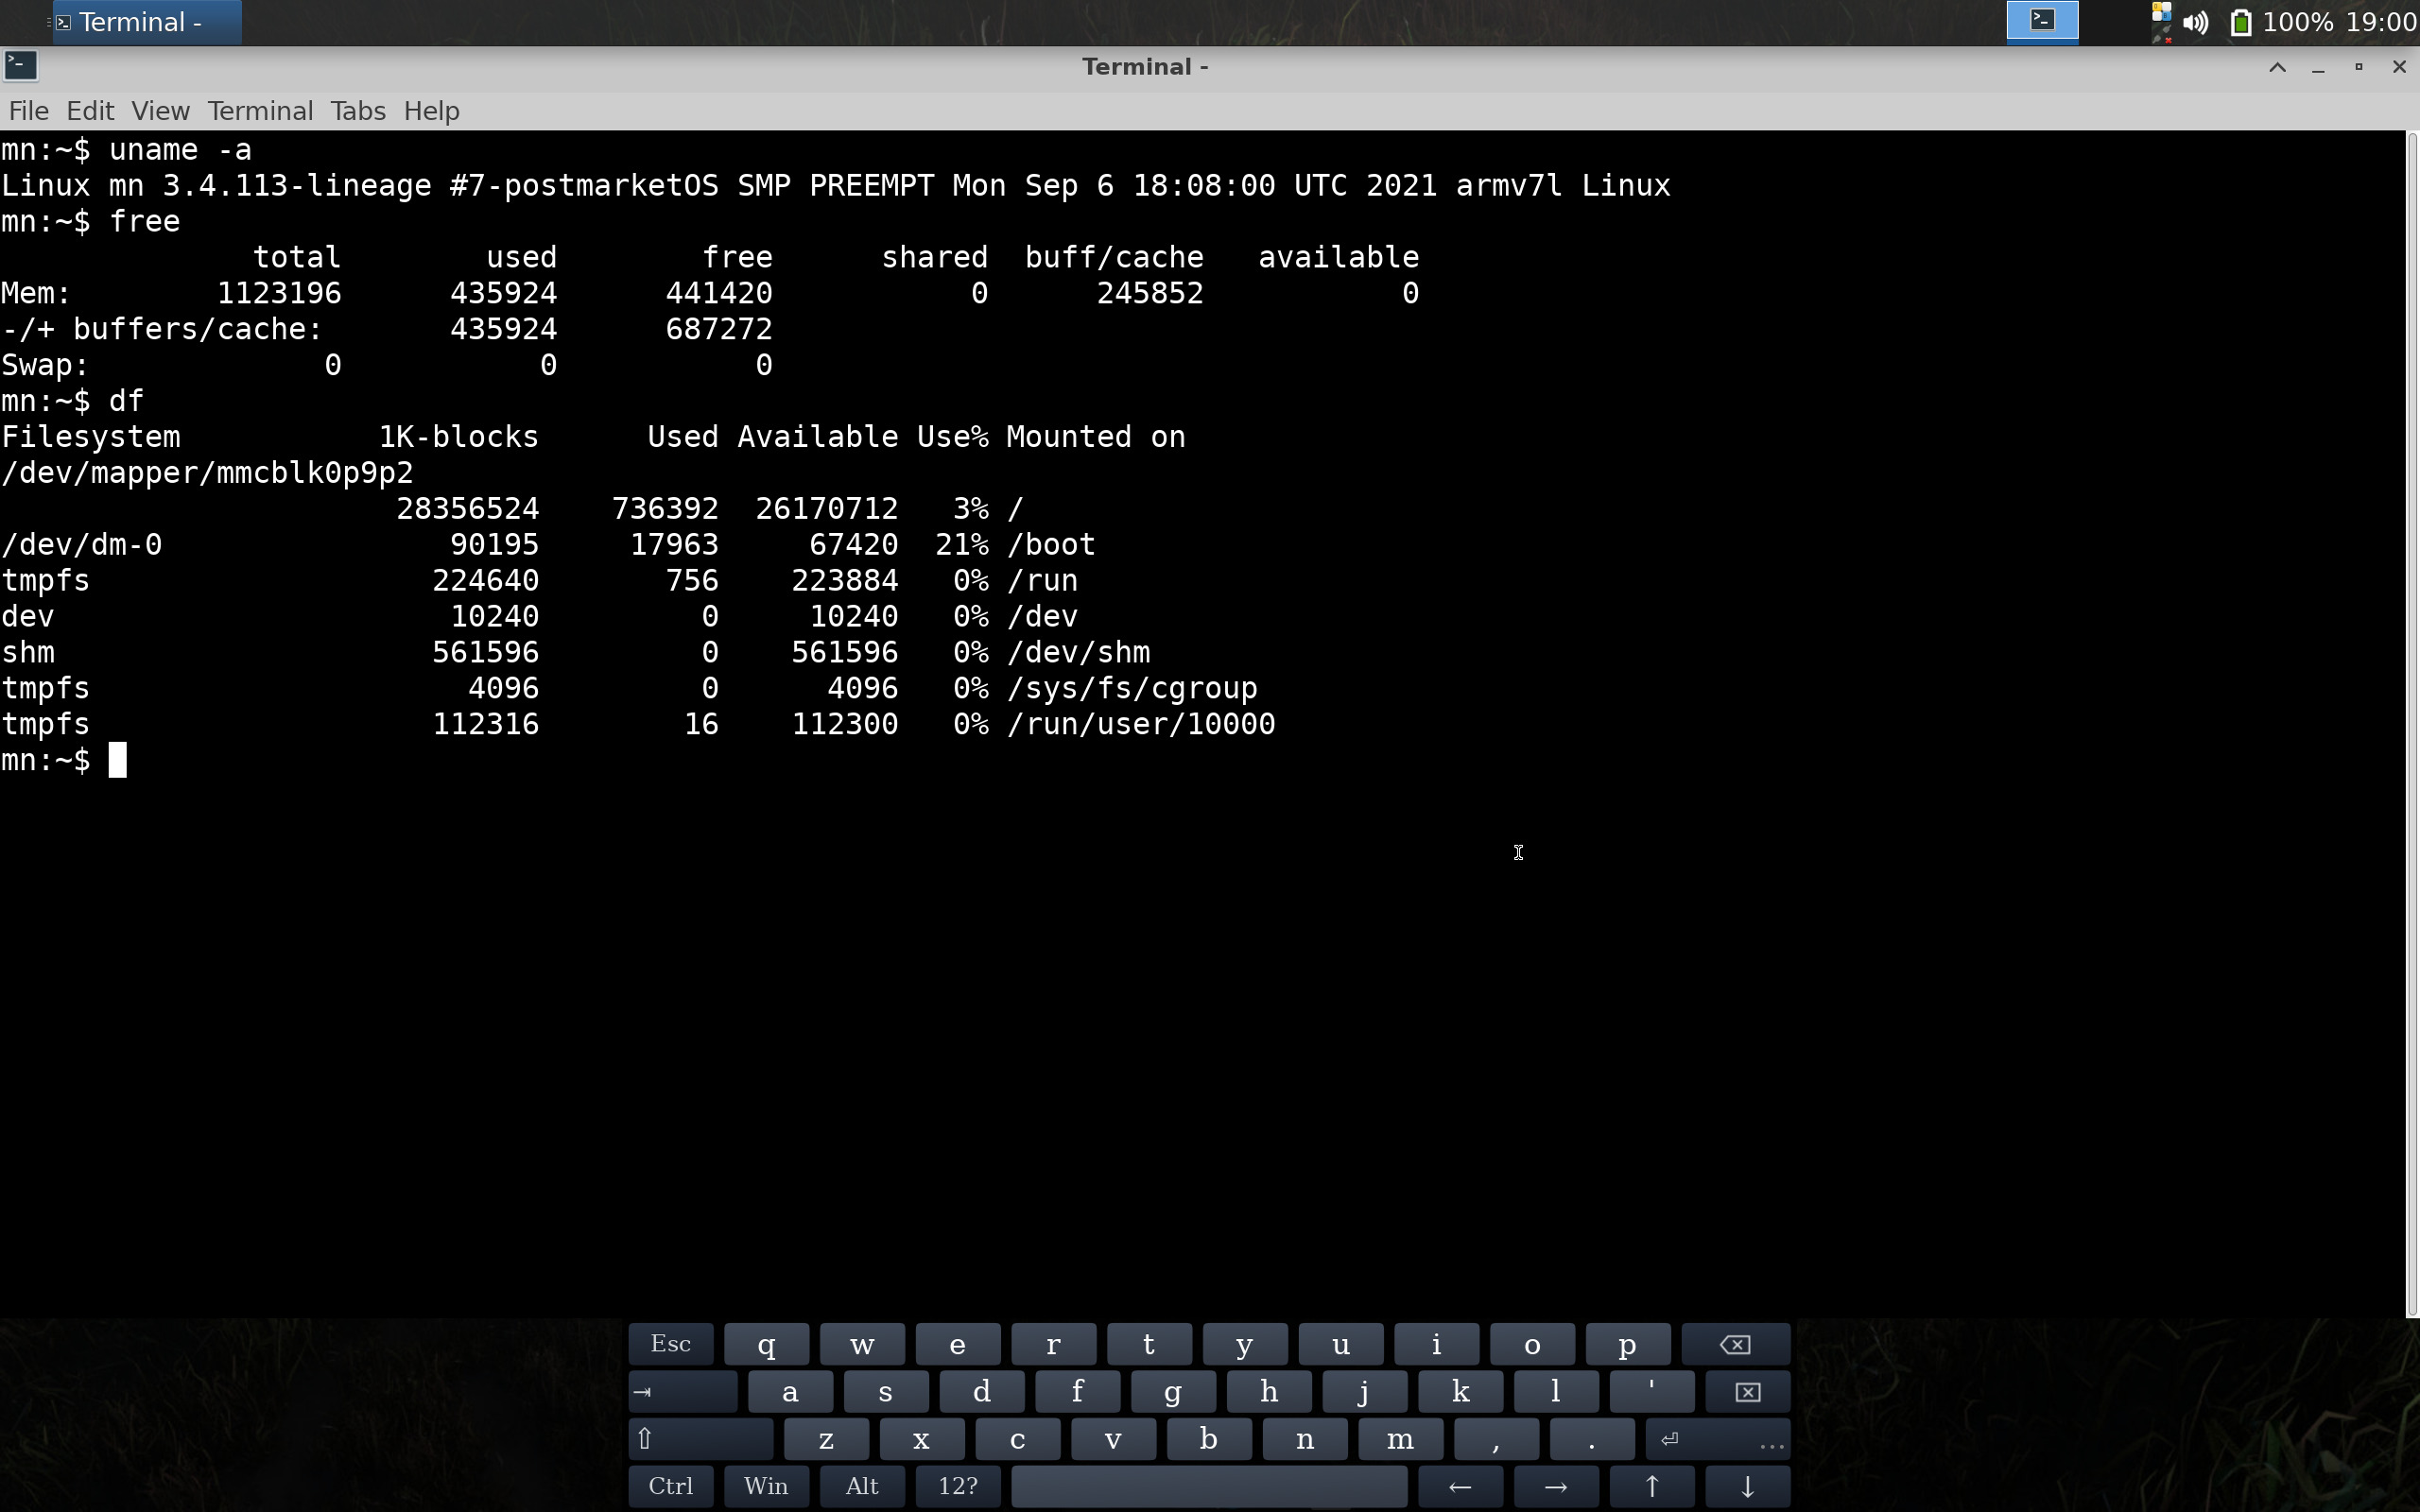 Terminal -
100% 19:00
Terminal -
File Edit View Terminal Tabs Help
mn:~$ uname -a
Linux mn 3.4.113-lineage #7-postmarketOS SMP PREEMPT Mon Sep 6 18:08:00 UTC 2021 armv7l Linux
mn:~$ free
              total        used        free      shared  buff/cache   available
Mem:        1123196      435924      441420           0      245852           0
-/+ buffers/cache:       435924      687272
Swap:             0           0           0
mn:~$ df
Filesystem           1K-blocks      Used Available Use% Mounted on
/dev/mapper/mmcblk0p9p2
                      28356524    736392  26170712   3% /
/dev/dm-0                90195     17963     67420  21% /boot
tmpfs                   224640       756    223884   0% /run
dev                      10240         0     10240   0% /dev
shm                     561596         0    561596   0% /dev/shm
tmpfs                     4096         0      4096   0% /sys/fs/cgroup
tmpfs                   112316        16    112300   0% /run/user/10000
mn:~$
Esc q w e r t y u i o p ⌫
⇥ a s d f g h j k l ' ⌧
⇧ z x c v b n m , . ⏎ ...
Ctrl Win Alt 12? ← → ↑ ↓